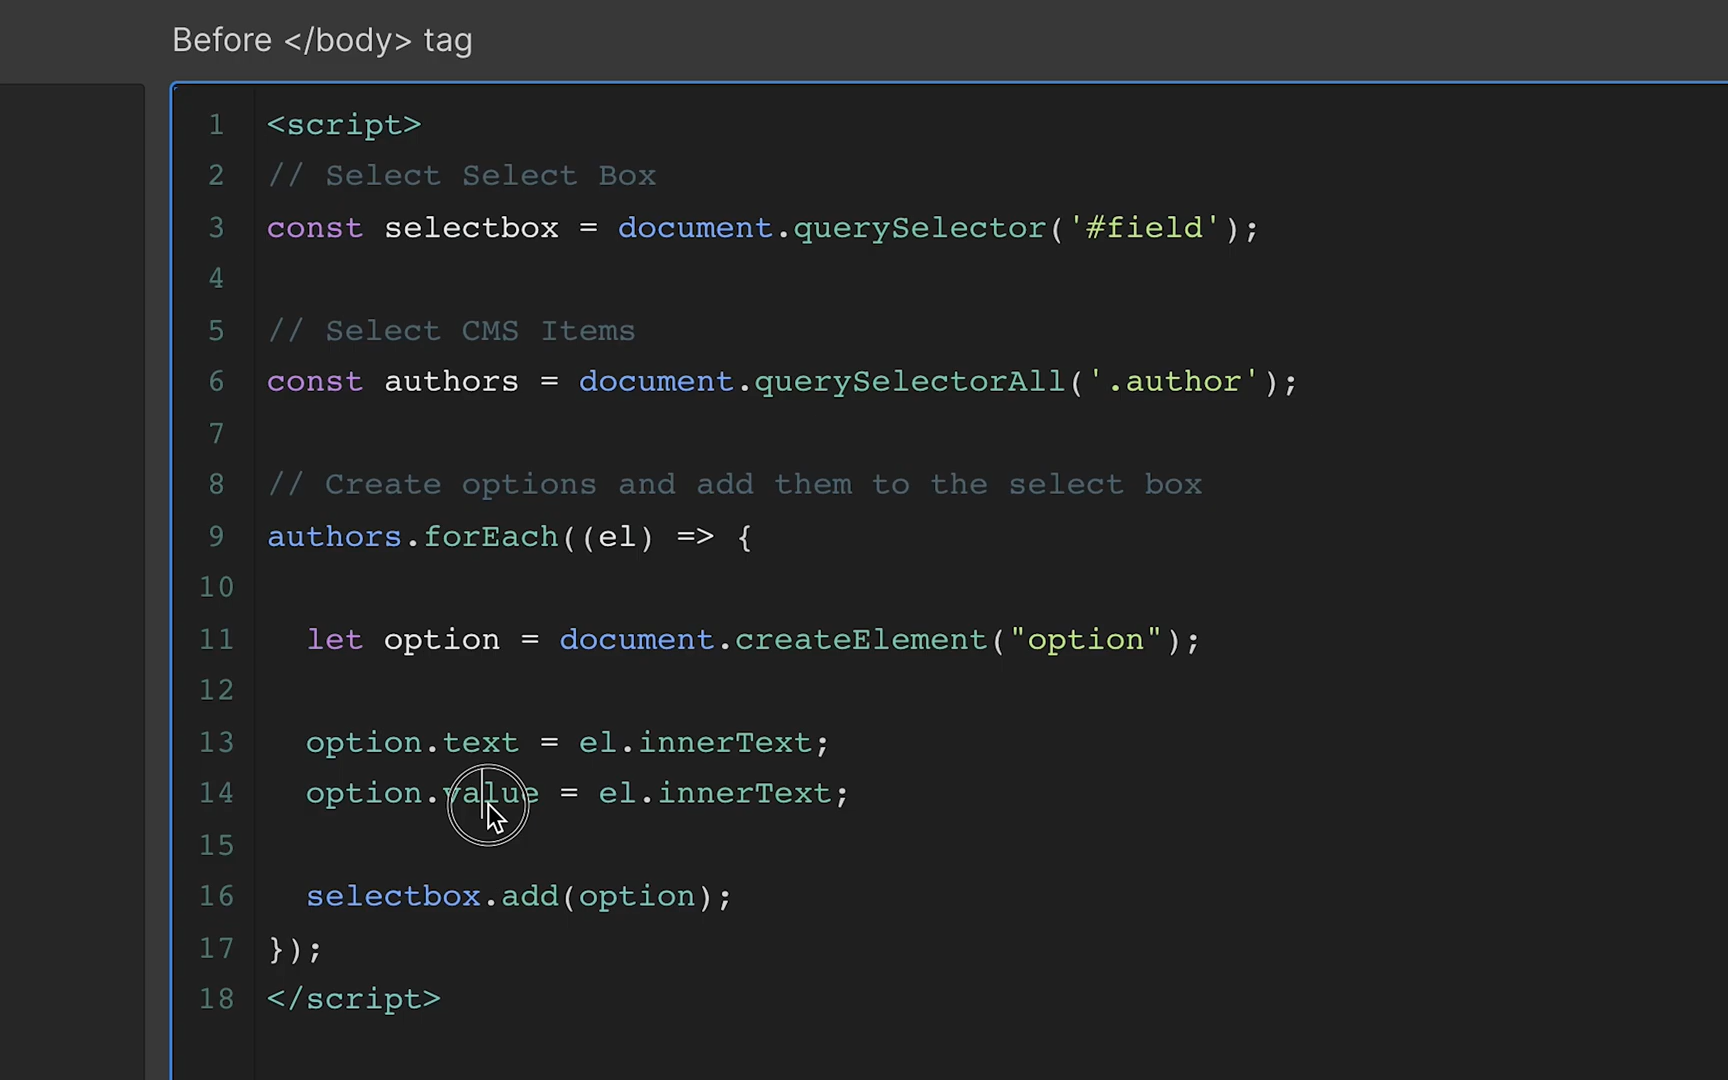 Before </body> tag
1 <script>
2 // Select Select Box
3 const selectbox = document.querySelector('#field');
4
5 // Select CMS Items
6 const authors = document.querySelectorAll('.author');
7
8 // Create options and add them to the select box
9 authors.forEach((el) => {
10
11   let option = document.createElement("option");
12
13   option.text = el.innerText;
14   option.value = el.innerText;
15
16   selectbox.add(option);
17 });
18 </script>